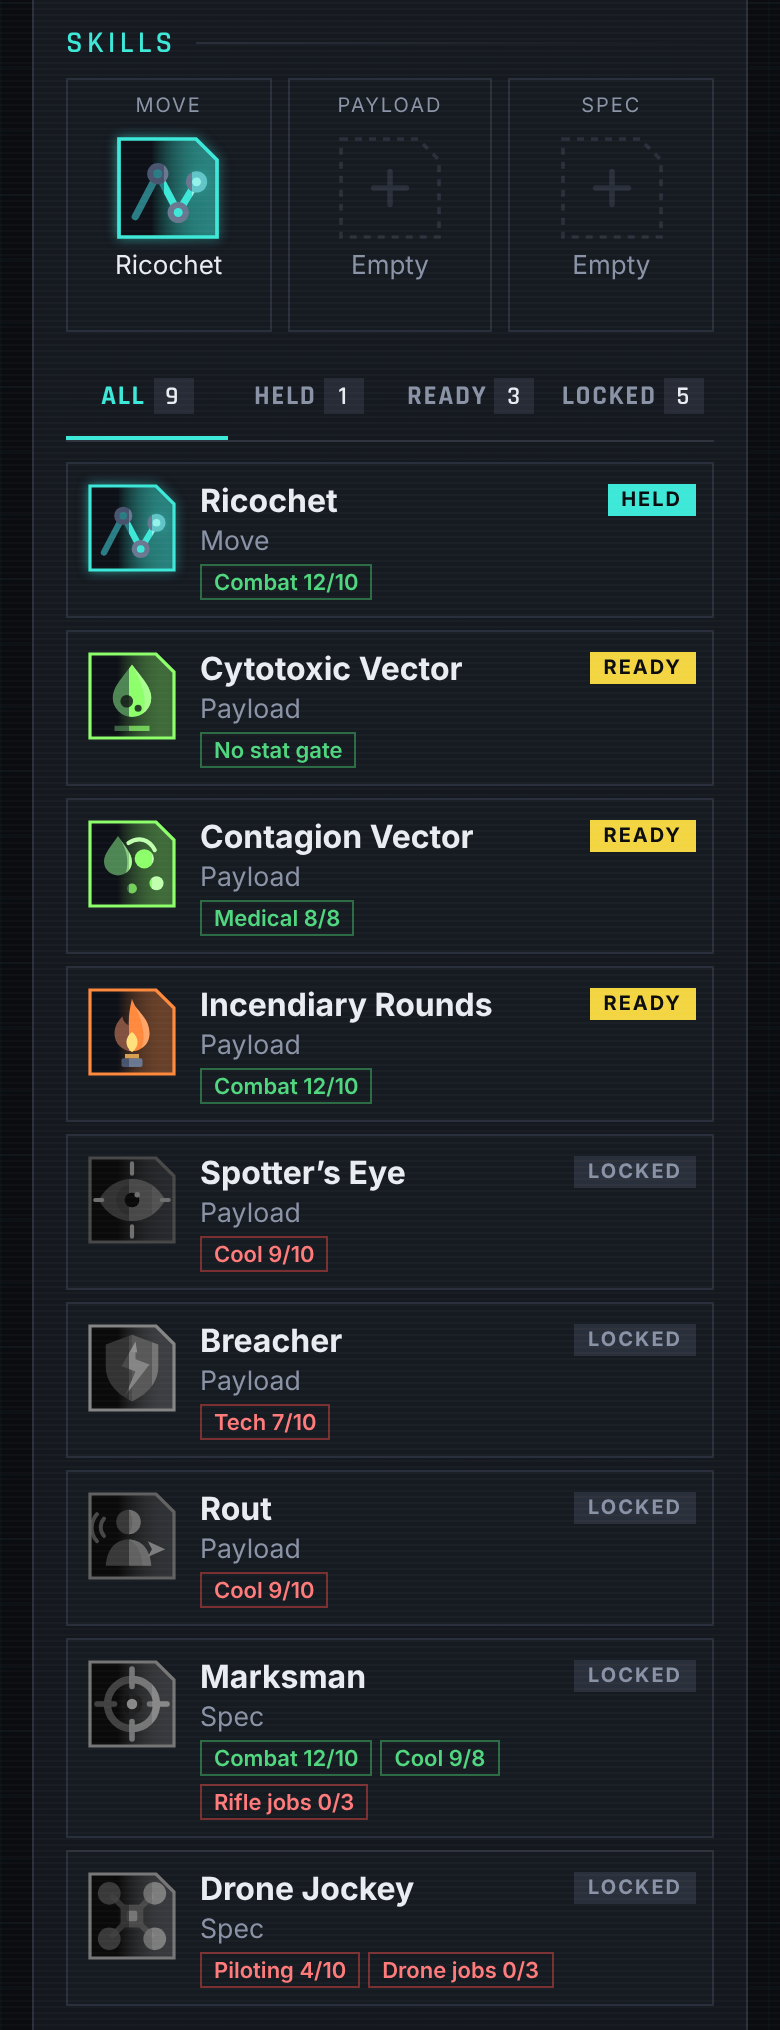 SKILLS
MOVE PAYLOAD SPEC
Ricochet Empty Empty
ALL 9 HELD 1 READY 3 LOCKED 5
Ricochet HELD
Move
Combat 12/10
Cytotoxic Vector READY
Payload
No stat gate
Contagion Vector READY
Payload
Medical 8/8
Incendiary Rounds READY
Payload
Combat 12/10
Spotter’s Eye LOCKED
Payload
Cool 9/10
Breacher LOCKED
Payload
Tech 7/10
Rout LOCKED
Payload
Cool 9/10
Marksman LOCKED
Spec
Combat 12/10 Cool 9/8
Rifle jobs 0/3
Drone Jockey LOCKED
Spec
Piloting 4/10 Drone jobs 0/3